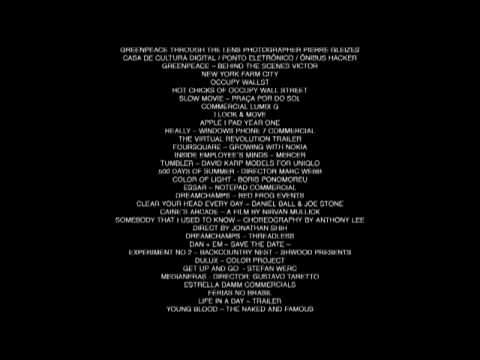 GREENPEACE THROUGH THE LENS PHOTOGRAPHER PIERRE GLEIZES
CASA DE CULTURA DIGITAL / PONTO ELETRÔNICO / ÔNIBUS HACKER
GREENPEACE – BEHIND THE SCENES VICTOR
NEW YORK FARM CITY
OCCUPY WALLST
HOT CHICKS OF OCCUPY WALL STREET
SLOW MOVIE – PRAÇA POR DO SOL
COMMERCIAL LUMIX G
I LOOK & MOVE
APPLE I PAD YEAR ONE
REALLY – WINDOWS PHONE 7 COMMERCIAL
THE VIRTUAL REVOLUTION TRAILER
FOURSQUARE – GROWING WITH NOKIA
INSIDE EMPLOYEE'S MINDS – MERCER
TUMBLER – DAVID KARP MODELS FOR UNIQLO
500 DAYS OF SUMMER - DIRECTOR MARC WEBB
COLOR OF LIGHT - BORIS PONOMOREU
ESSAR – NOTEPAD COMMERCIAL
DREAMCHAMPS – RED FROG EVENTS
CLEAR YOUR HEAD EVERY DAY – DANIEL BALL & JOE STONE
CAINE'S ARCADE – A FILM BY NIRVAN MULLICK
SOMEBODY THAT I USED TO KNOW – CHOREOGRAPHY BY ANTHONY LEE
DIRECT BY JONATHAN SHIH
DREAMCHAMPS – THREADLESS
DAN + EM – SAVE THE DATE –
EXPERIMENT NO 2 – BACKCOUNTRY NEST – SHWOOD PRESENTS
DULUX – COLOR PROJECT
GET UP AND GO - STEFAN WERC
MEDIANERAS - DIRECTOR: GUSTAVO TARETTO
ESTRELLA DAMM COMMERCIALS
FÉRIAS NO BRASIL
LIFE IN A DAY – TRAILER
YOUNG BLOOD – THE NAKED AND FAMOUS